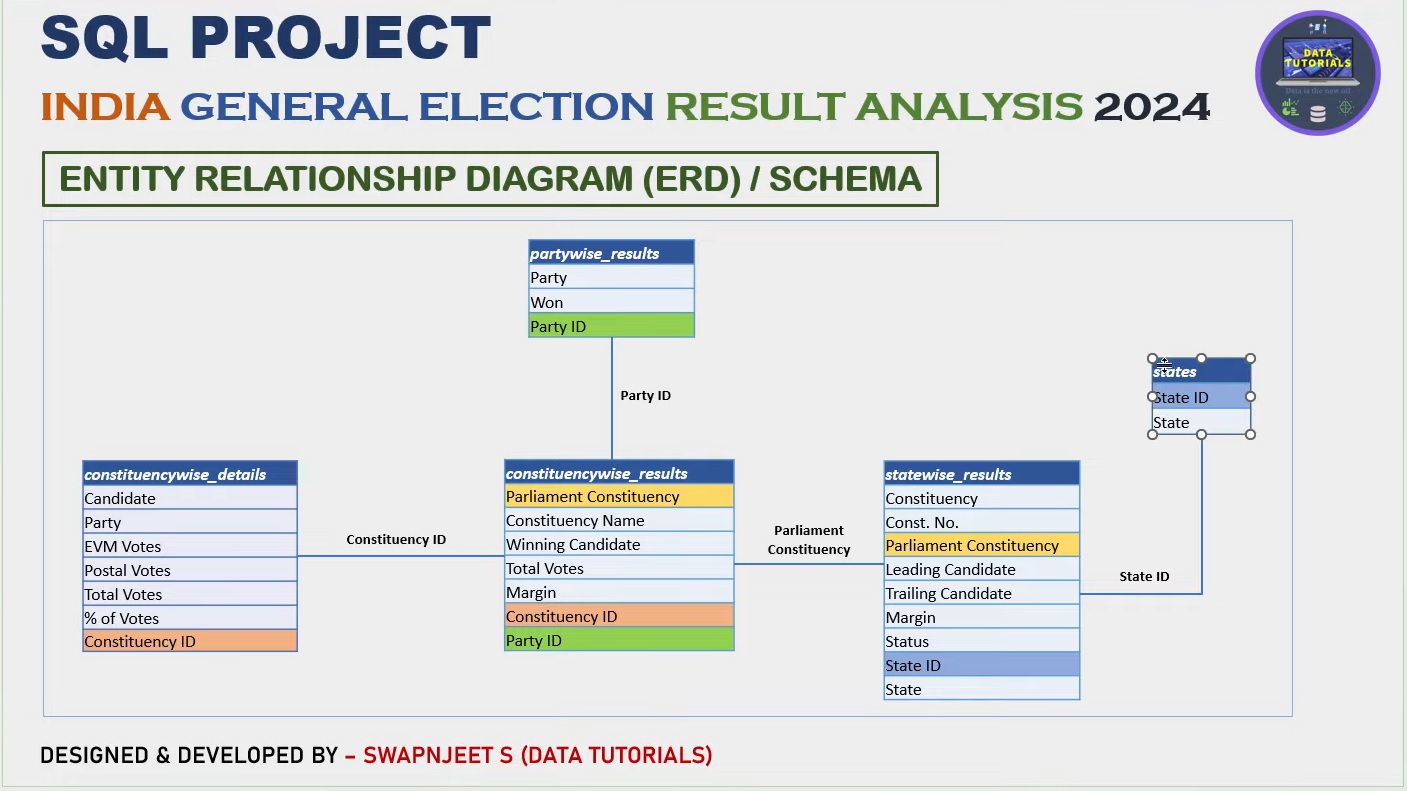 SQL PROJECT
INDIA GENERAL ELECTION RESULT ANALYSIS 2024
DATA
TUTORIALS
Data is the new oil
ENTITY RELATIONSHIP DIAGRAM (ERD) / SCHEMA
partywise_results
Party
Won
Party ID
Party ID
states
State ID
State
constituencywise_details
Candidate
Party
EVM Votes
Postal Votes
Total Votes
% of Votes
Constituency ID
Constituency ID
constituencywise_results
Parliament Constituency
Constituency Name
Winning Candidate
Total Votes
Margin
Constituency ID
Party ID
Parliament
Constituency
statewise_results
Constituency
Const. No.
Parliament Constituency
Leading Candidate
Trailing Candidate
Margin
Status
State ID
State
State ID
DESIGNED & DEVELOPED BY – SWAPNJEET S (DATA TUTORIALS)